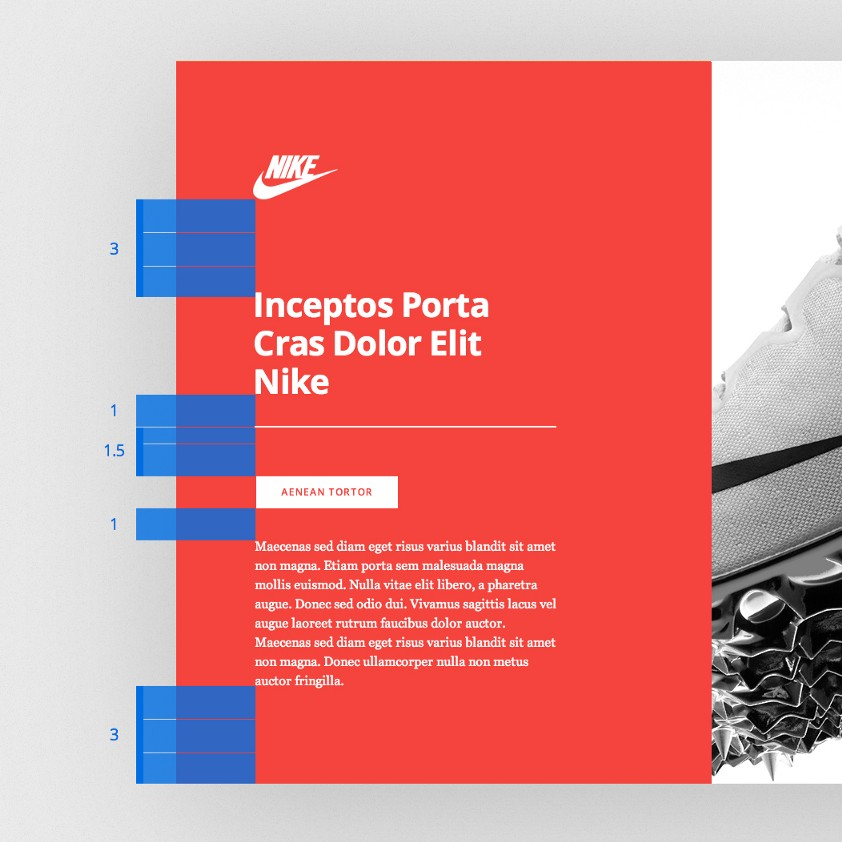 NIKE
3
Inceptos Porta
Cras Dolor Elit
Nike
1
1.5
AENEAN TORTOR
1
Maecenas sed diam eget risus varius blandit sit amet
non magna. Etiam porta sem malesuada magna
mollis euismod. Nulla vitae elit libero, a pharetra
augue. Donec sed odio dui. Vivamus sagittis lacus vel
augue laoreet rutrum faucibus dolor auctor.
Maecenas sed diam eget risus varius blandit sit amet
non magna. Donec ullamcorper nulla non metus
auctor fringilla.
3